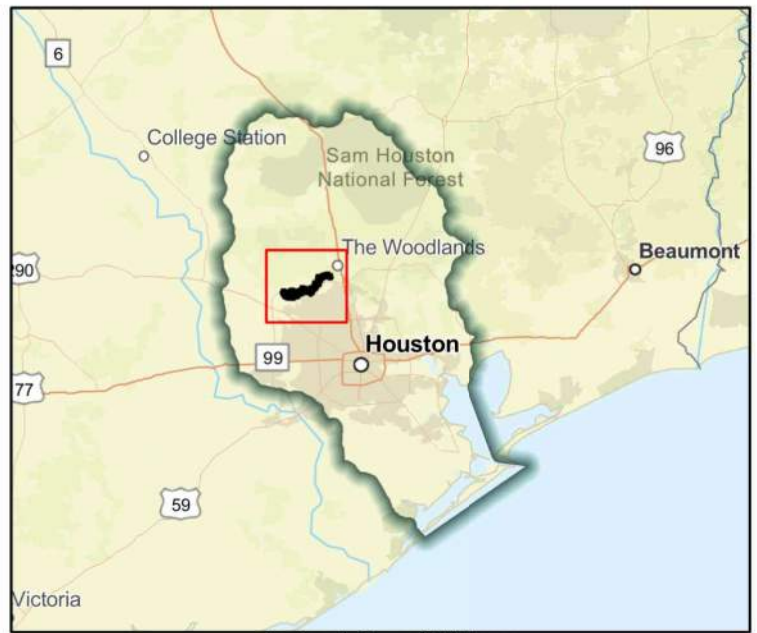 6
College Station
Sam Houston
National Forest
96
The Woodlands
Beaumont
290
Houston
99
77
59
Victoria